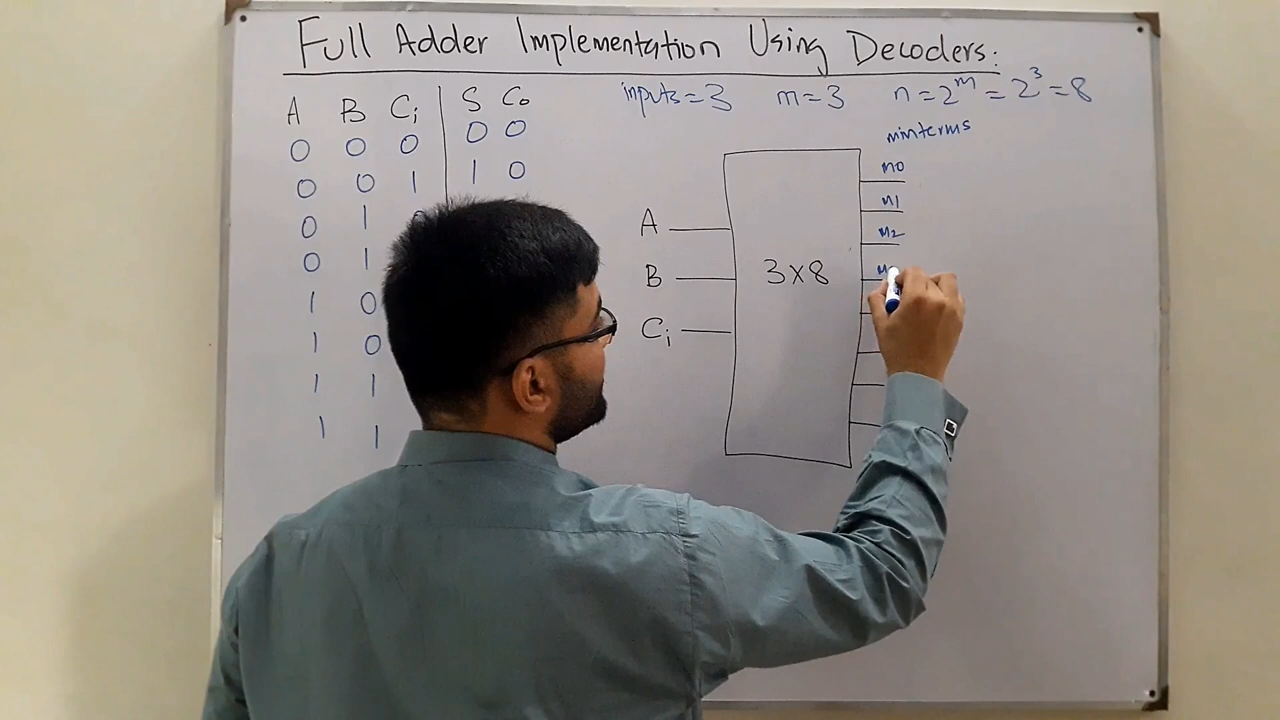 Full Adder Implementation Using Decoders:
inputs = 3 m = 3 n = 2^m = 2^3 = 8
minterms
A B Ci S Co
0 0 0 0 0
0 0 1 1 0
0 1
0 1
1 0
1 0
1 1
1 1
A
B
Ci
3x8
m0
m1
m2